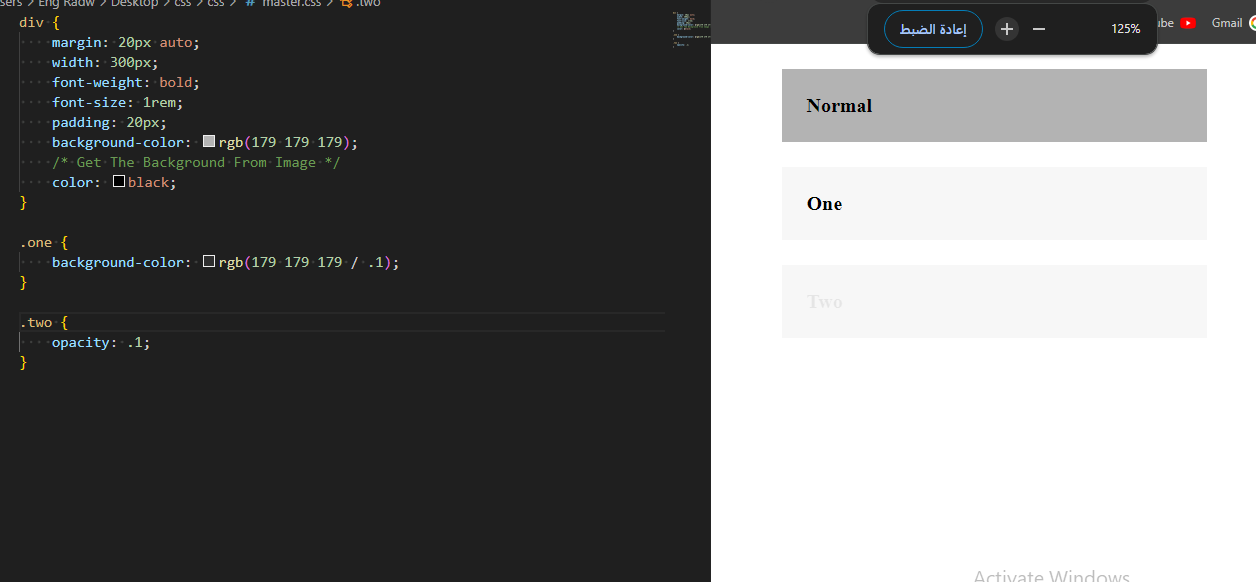 sers > Eng Radw > Desktop > css > css > # master.css > .two
div {
margin: 20px auto;
width: 300px;
font-weight: bold;
font-size: 1rem;
padding: 20px;
background-color: rgb(179 179 179);
/* Get The Background From Image */
color: black;
}
.one {
background-color: rgb(179 179 179 / .1);
}
.two {
opacity: .1;
}
إعادة الضبط
+ −
125%
ube
Gmail
Normal
One
Two
Activate Windows